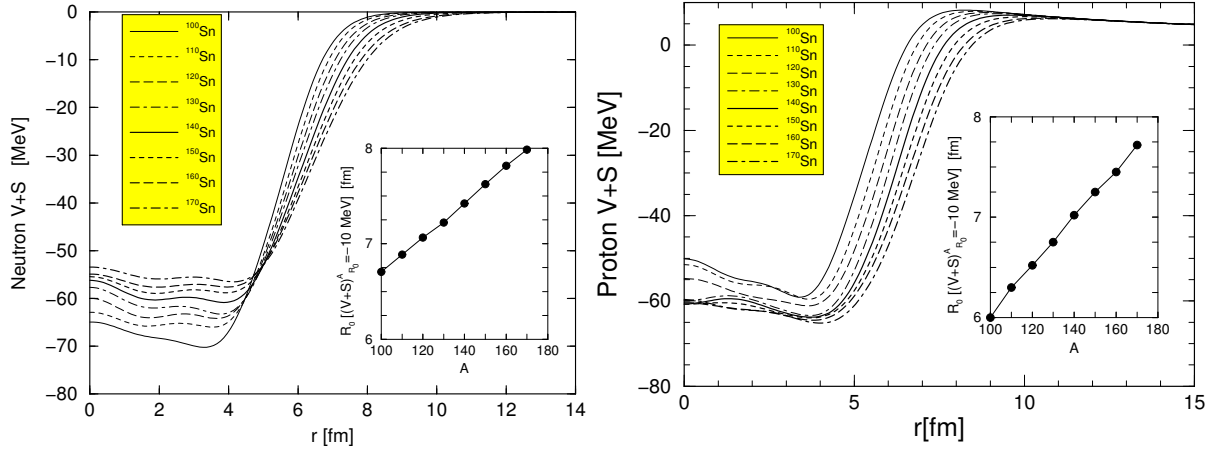 0
−10
−20
−30
−40
−50
−60
−70
−80
Neutron V+S [MeV]
¹⁰⁰Sn
¹¹⁰Sn
¹²⁰Sn
¹³⁰Sn
¹⁴⁰Sn
¹⁵⁰Sn
¹⁶⁰Sn
¹⁷⁰Sn
8
7
6
R₀ [(V+S)ᴬ_R₀=−10 MeV] [fm]
100 120 140 160 180
A
0 2 4 6 8 10 12 14
r [fm]
0
−20
−40
−60
−80
Proton V+S [MeV]
¹⁰⁰Sn
¹¹⁰Sn
¹²⁰Sn
¹³⁰Sn
¹⁴⁰Sn
¹⁵⁰Sn
¹⁶⁰Sn
¹⁷⁰Sn
8
7
6
R₀ [(V+S)ᴬ_R₀=−10 MeV] [fm]
100 120 140 160 180
A
0 5 10 15
r[fm]